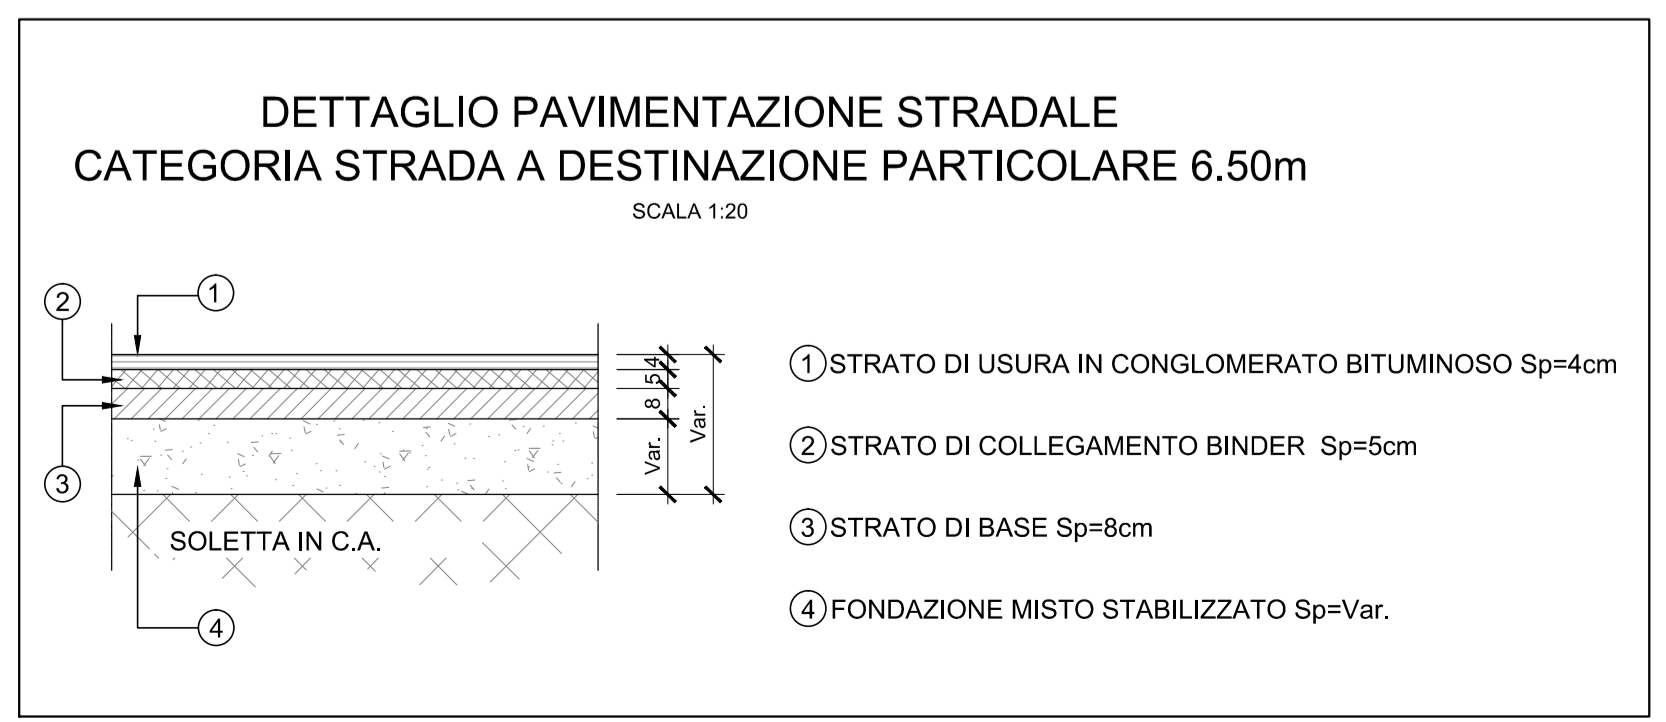 DETTAGLIO PAVIMENTAZIONE STRADALE
CATEGORIA STRADA A DESTINAZIONE PARTICOLARE 6.50m
SCALA 1:20
1
2
3
4
SOLETTA IN C.A.
4
5
8
Var.
Var.
1 STRATO DI USURA IN CONGLOMERATO BITUMINOSO Sp=4cm
2 STRATO DI COLLEGAMENTO BINDER Sp=5cm
3 STRATO DI BASE Sp=8cm
4 FONDAZIONE MISTO STABILIZZATO Sp=Var.